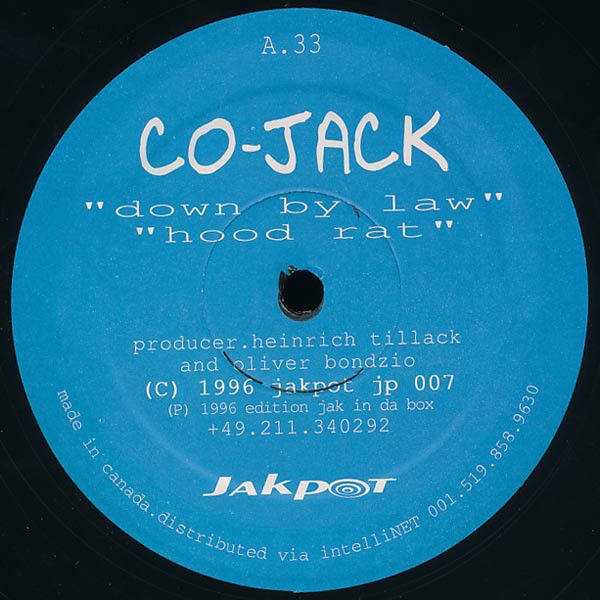 A.33
CO-JACK
"down by law"
"hood rat"
producer.heinrich tillack
and oliver bondzio
(C) 1996 jakpot jp 007
(P) 1996 edition jak in da box
+49.211.340292
JAKPOT
made in canada.distributed via intelliNET 001.519.858.9630